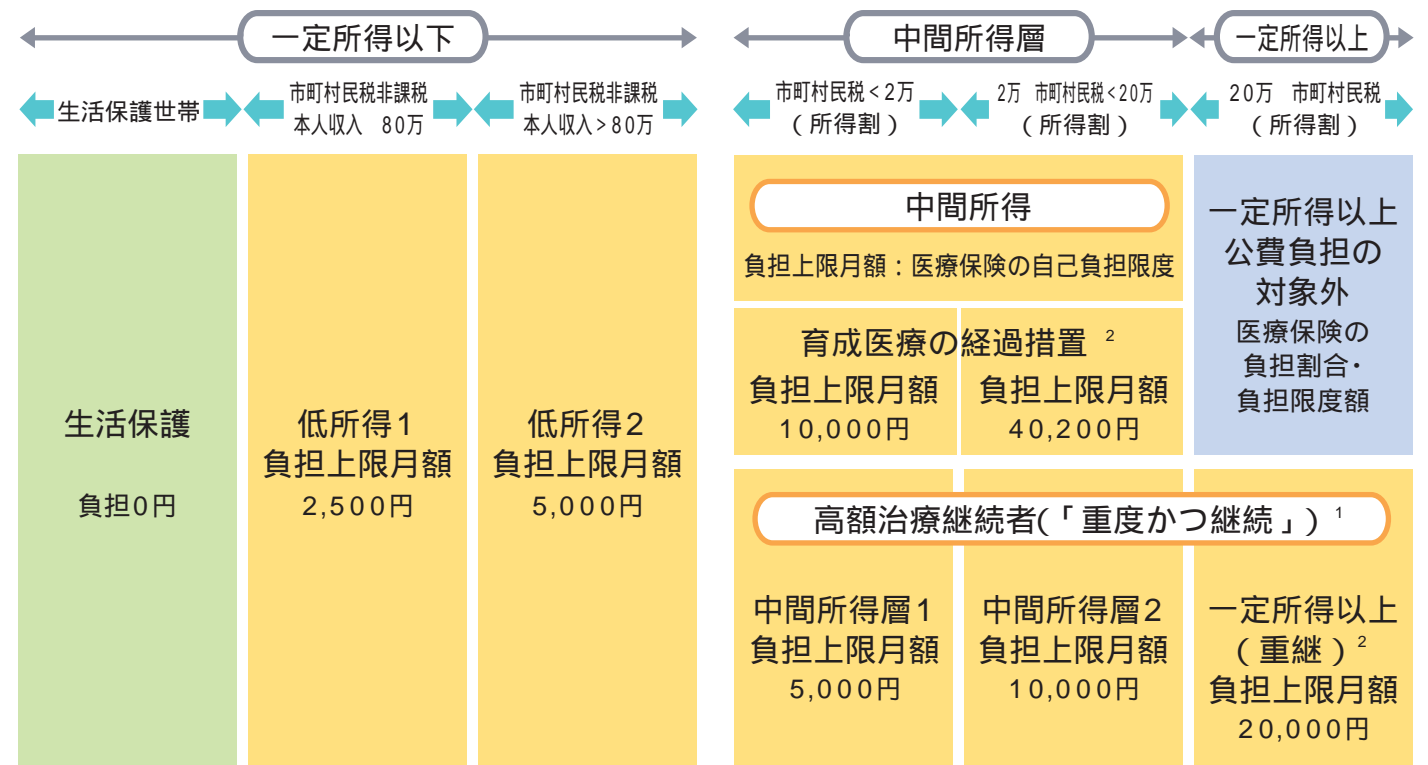 一定所得以下
中間所得層
一定所得以上
生活保護世帯
市町村民税非課税
本人収入 80万
市町村民税非課税
本人収入>80万
市町村民税<2万
(所得割)
2万 市町村民税<20万
(所得割)
20万 市町村民税
(所得割)
生活保護
負担0円
低所得1
負担上限月額
2,500円
低所得2
負担上限月額
5,000円
中間所得
負担上限月額:医療保険の自己負担限度
育成医療の経過措置 2
負担上限月額
10,000円
負担上限月額
40,200円
一定所得以上
公費負担の
対象外
医療保険の
負担割合・
負担限度額
高額治療継続者(「重度かつ継続」) 1
中間所得層1
負担上限月額
5,000円
中間所得層2
負担上限月額
10,000円
一定所得以上
(重継) 2
負担上限月額
20,000円